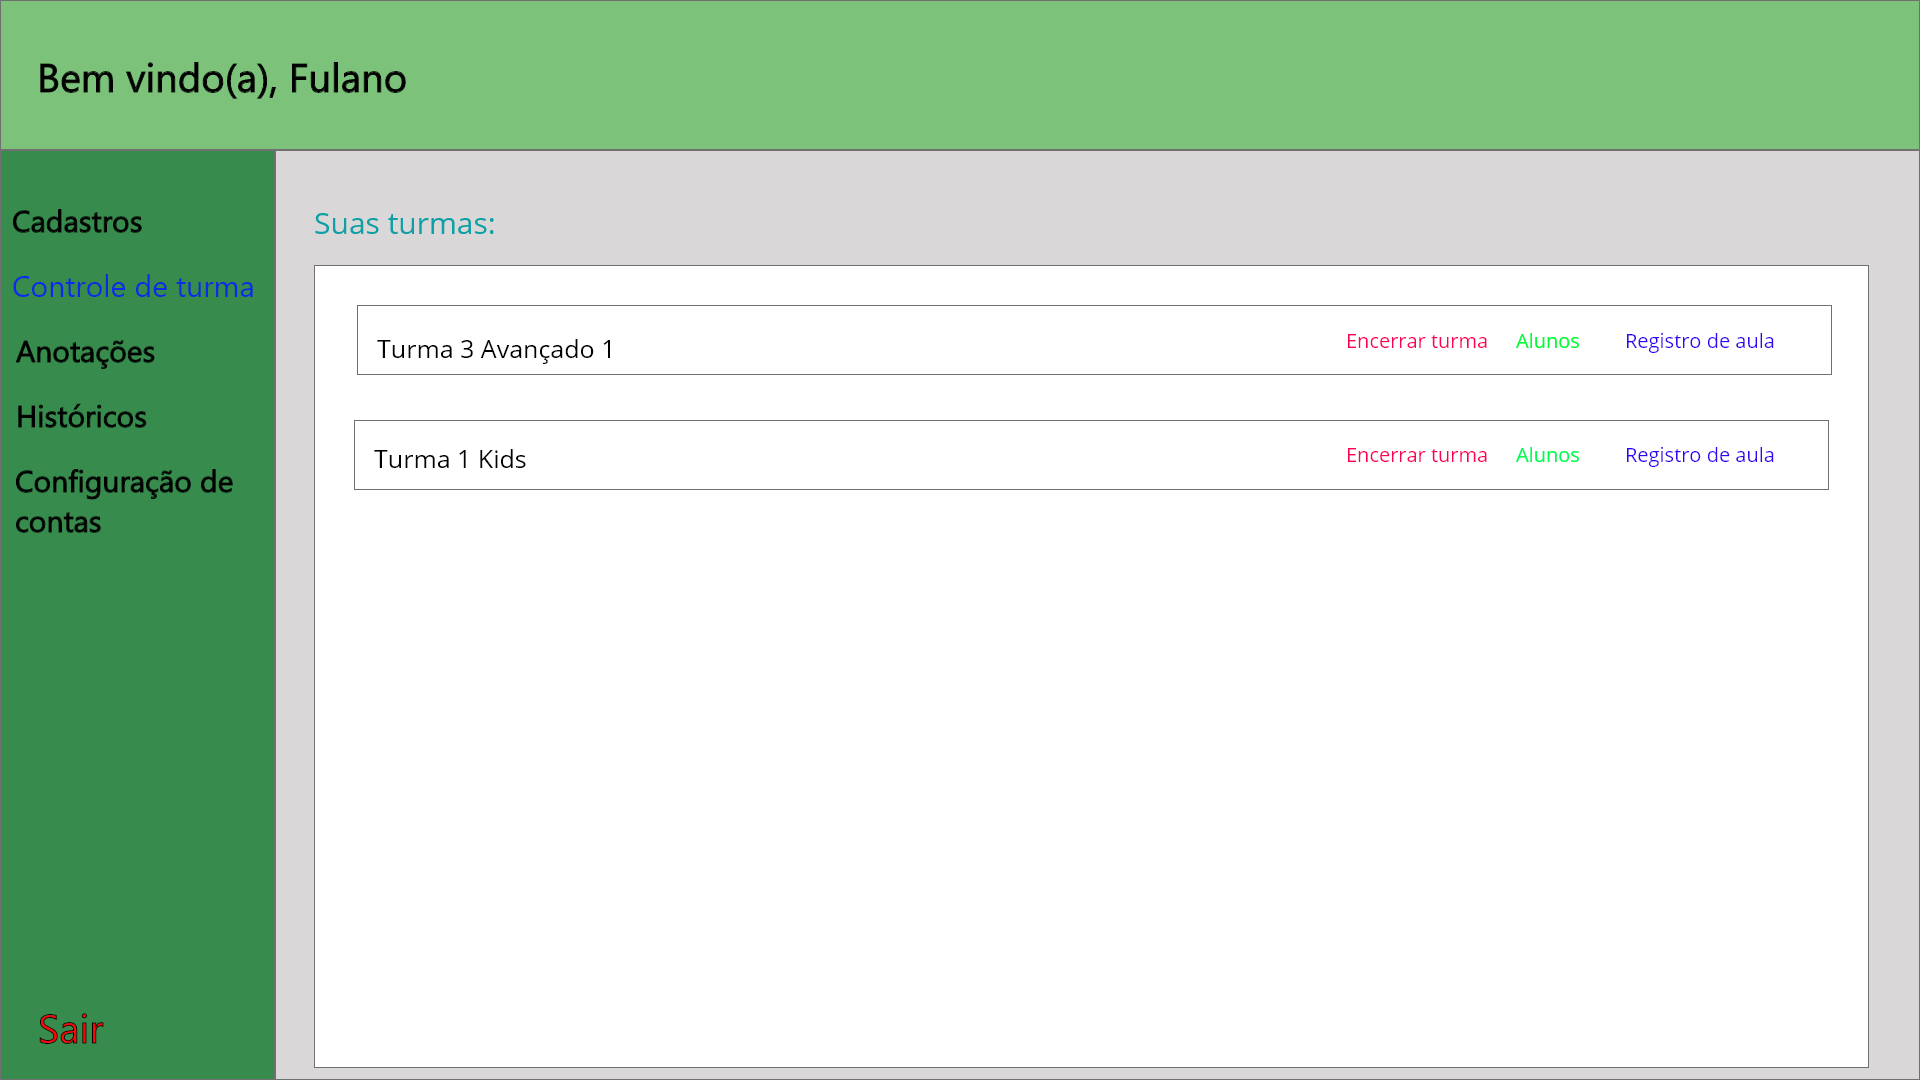 Bem vindo(a), Fulano
Cadastros
Controle de turma
Anotações
Históricos
Configuração de
contas
Sair
Suas turmas:
Turma 3 Avançado 1 Encerrar turma Alunos Registro de aula
Turma 1 Kids Encerrar turma Alunos Registro de aula